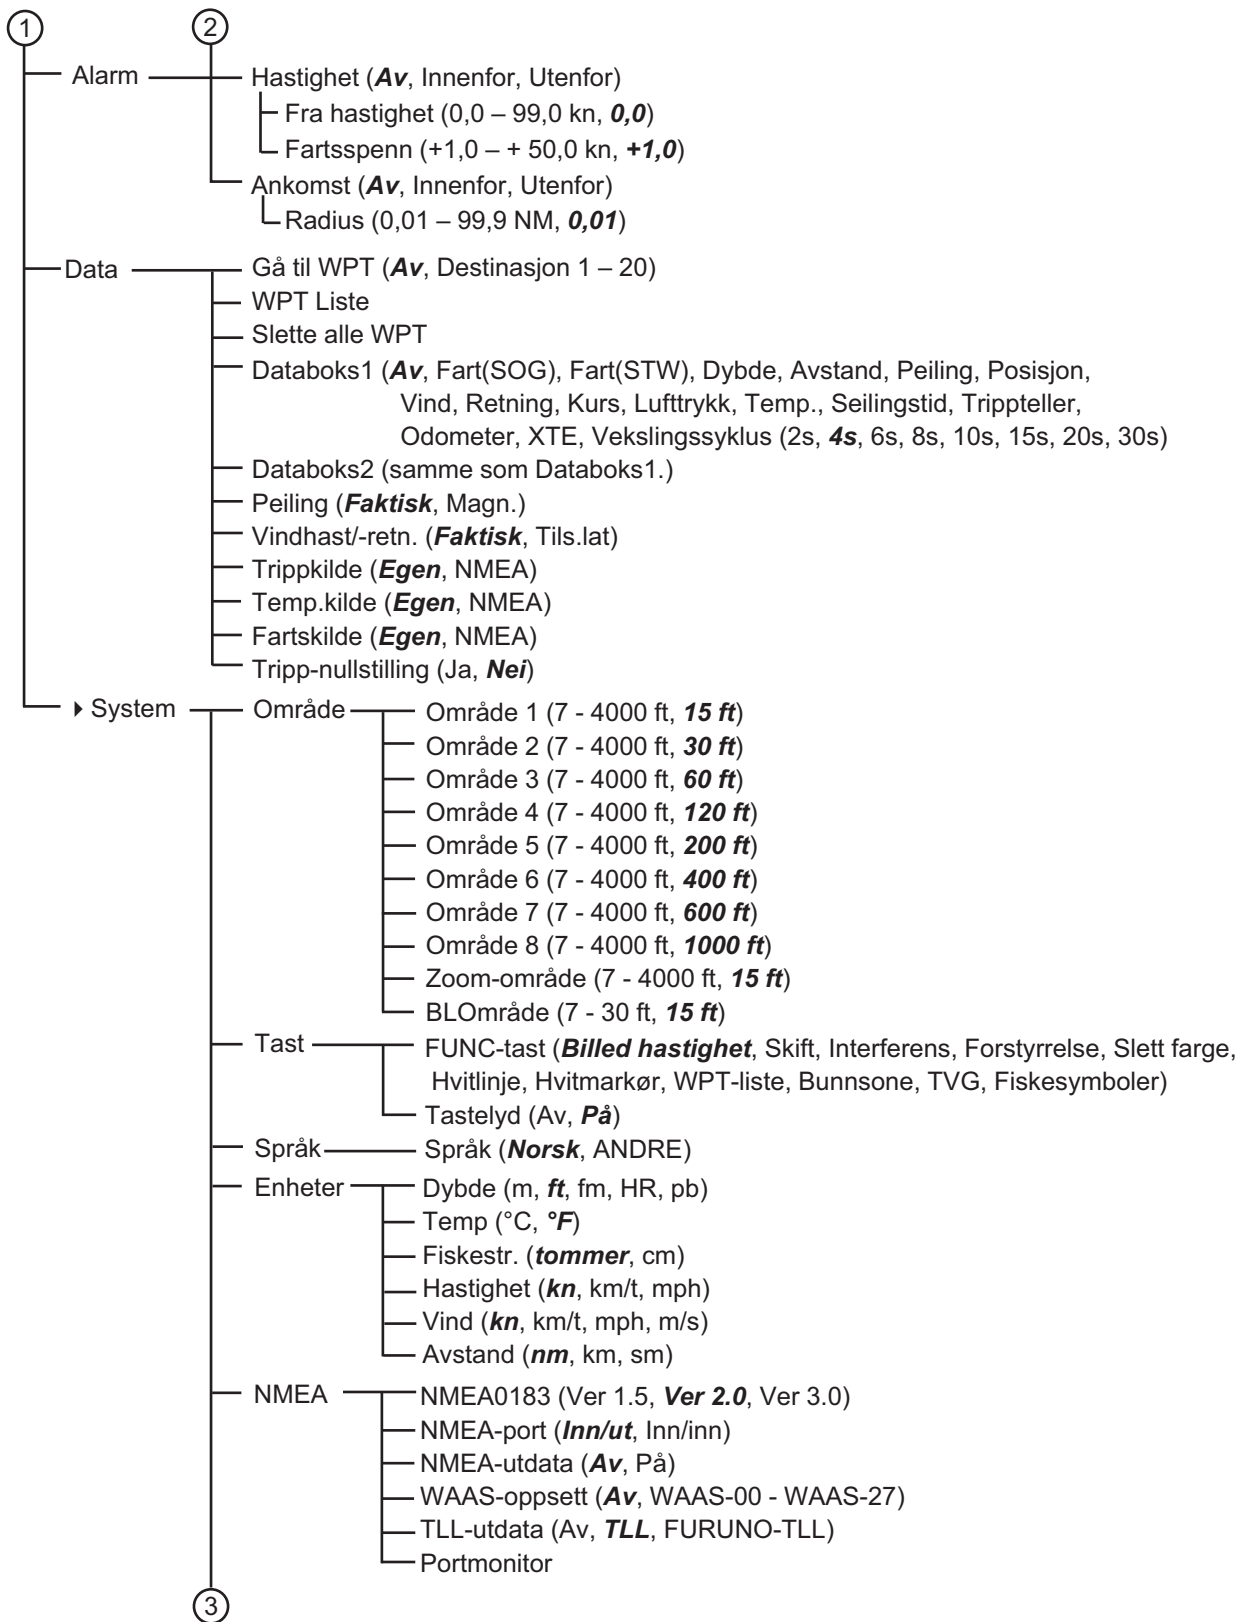 1
2
Alarm
Hastighet (Av, Innenfor, Utenfor)
Fra hastighet (0,0 – 99,0 kn, 0,0)
Fartsspenn (+1,0 – + 50,0 kn, +1,0)
Ankomst (Av, Innenfor, Utenfor)
Radius (0,01 – 99,9 NM, 0,01)
Data
Gå til WPT (Av, Destinasjon 1 – 20)
WPT Liste
Slette alle WPT
Databoks1 (Av, Fart(SOG), Fart(STW), Dybde, Avstand, Peiling, Posisjon,
Vind, Retning, Kurs, Lufttrykk, Temp., Seilingstid, Trippteller,
Odometer, XTE, Vekslingssyklus (2s, 4s, 6s, 8s, 10s, 15s, 20s, 30s)
Databoks2 (samme som Databoks1.)
Peiling (Faktisk, Magn.)
Vindhast/-retn. (Faktisk, Tils.lat)
Trippkilde (Egen, NMEA)
Temp.kilde (Egen, NMEA)
Fartskilde (Egen, NMEA)
Tripp-nullstilling (Ja, Nei)
System
Område
Område 1 (7 - 4000 ft, 15 ft)
Område 2 (7 - 4000 ft, 30 ft)
Område 3 (7 - 4000 ft, 60 ft)
Område 4 (7 - 4000 ft, 120 ft)
Område 5 (7 - 4000 ft, 200 ft)
Område 6 (7 - 4000 ft, 400 ft)
Område 7 (7 - 4000 ft, 600 ft)
Område 8 (7 - 4000 ft, 1000 ft)
Zoom-område (7 - 4000 ft, 15 ft)
BLOmråde (7 - 30 ft, 15 ft)
Tast
FUNC-tast (Billed hastighet, Skift, Interferens, Forstyrrelse, Slett farge,
Hvitlinje, Hvitmarkør, WPT-liste, Bunnsone, TVG, Fiskesymboler)
Tastelyd (Av, På)
Språk
Språk (Norsk, ANDRE)
Enheter
Dybde (m, ft, fm, HR, pb)
Temp (°C, °F)
Fiskestr. (tommer, cm)
Hastighet (kn, km/t, mph)
Vind (kn, km/t, mph, m/s)
Avstand (nm, km, sm)
NMEA
NMEA0183 (Ver 1.5, Ver 2.0, Ver 3.0)
NMEA-port (Inn/ut, Inn/inn)
NMEA-utdata (Av, På)
WAAS-oppsett (Av, WAAS-00 - WAAS-27)
TLL-utdata (Av, TLL, FURUNO-TLL)
Portmonitor
3